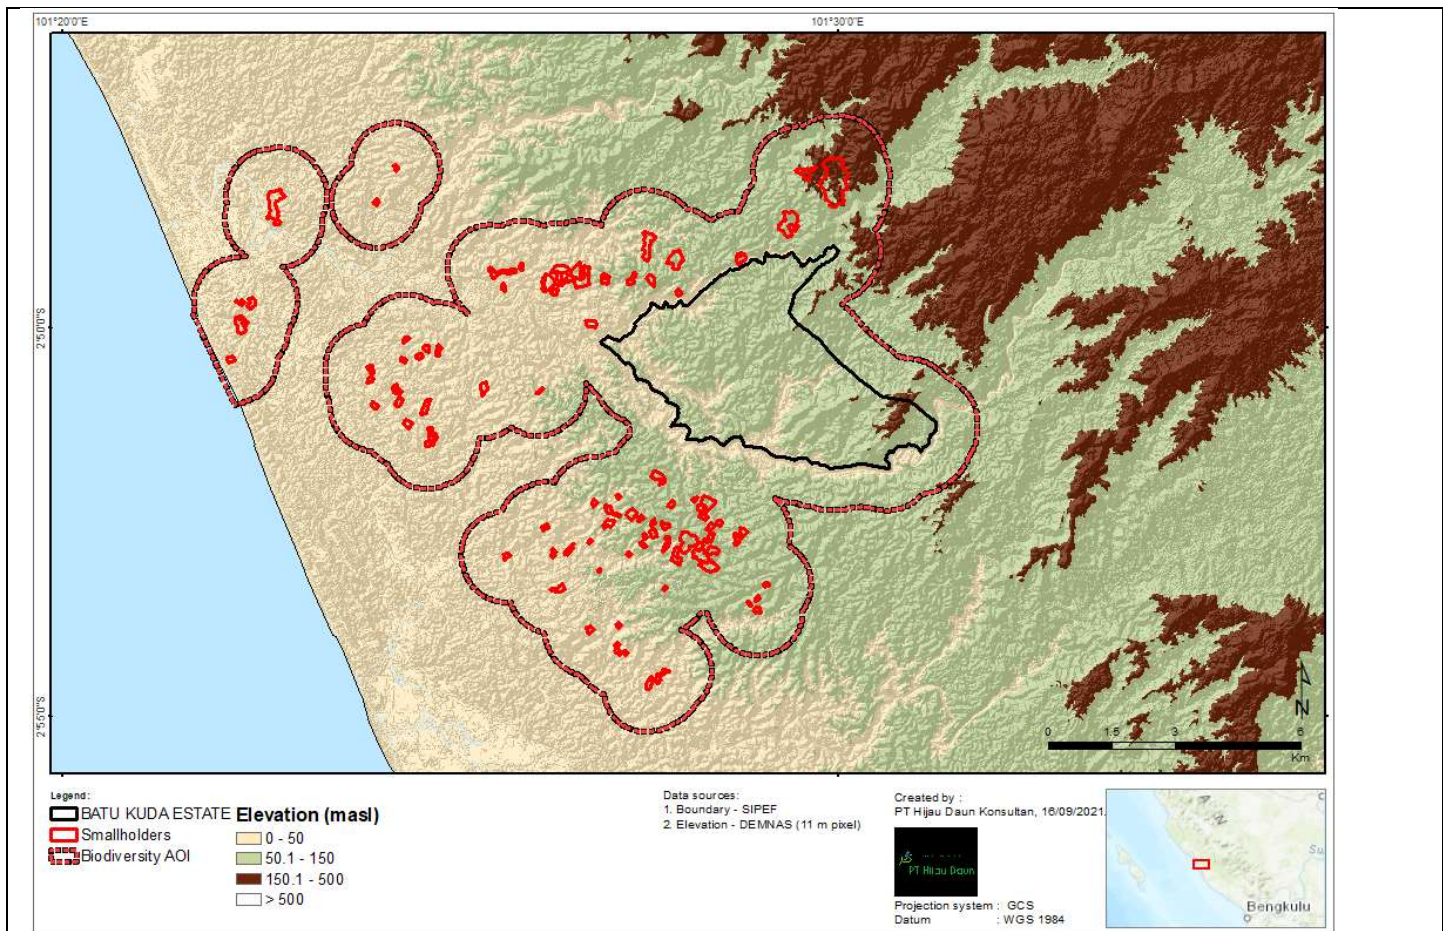 101°20'0"E
101°30'0"E
2°50'0"S
2°55'0"S
0
1.5
3
6
Km
N
Legend:
BATU KUDA ESTATE
Smallholders
Biodiversity AOI
Elevation (masl)
0 - 50
50.1 - 150
150.1 - 500
> 500
Data sources:
1. Boundary - SIPEF
2. Elevation - DEMNAS (11 m pixel)
Created by :
PT Hijau Daun Konsultan, 16/09/2021.
PT Hijau Daun
Projection system : GCS
Datum : WGS 1984
Bengkulu